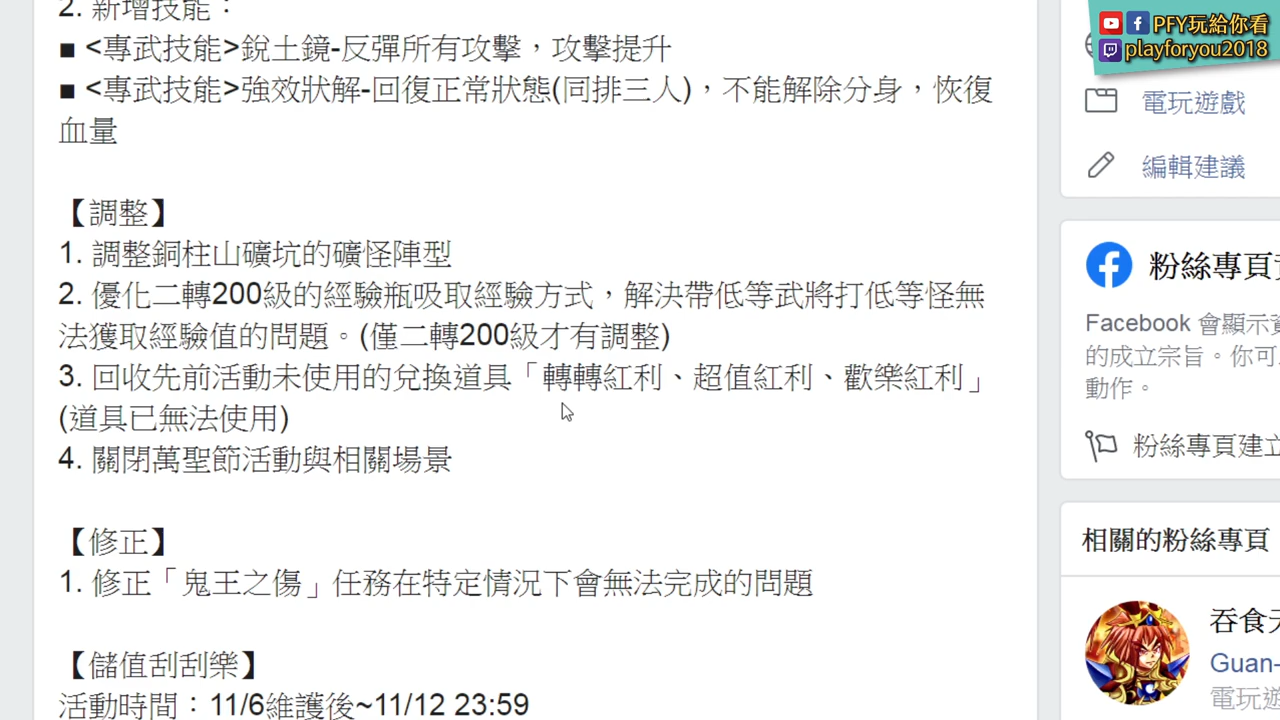 2. 新增技能：
■ <專武技能>銳土鏡-反彈所有攻擊，攻擊提升
■ <專武技能>強效狀解-回復正常狀態(同排三人)，不能解除分身，恢復
血量
【調整】
1. 調整銅柱山礦坑的礦怪陣型
2. 優化二轉200級的經驗瓶吸取經驗方式，解決帶低等武將打低等怪無
法獲取經驗值的問題。(僅二轉200級才有調整)
3. 回收先前活動未使用的兌換道具「轉轉紅利、超值紅利、歡樂紅利」
(道具已無法使用)
4. 關閉萬聖節活動與相關場景
【修正】
1. 修正「鬼王之傷」任務在特定情況下會無法完成的問題
【儲值刮刮樂】
活動時間：11/6維護後~11/12 23:59
PFY玩給你看
playforyou2018
電玩遊戲
編輯建議
粉絲專頁
Facebook 會顯示
的成立宗旨。你可
動作。
粉絲專頁建立
相關的粉絲專頁
吞食天
Guan-
電玩遊